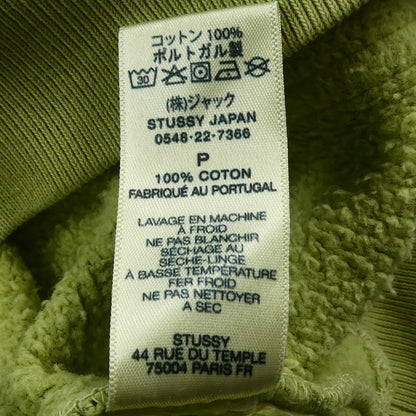 コットン 100%
ポルトガル製
30
(株)ジャック
STUSSY JAPAN
0548-22-7366
P
100% COTON
FABRIQUÉ AU PORTUGAL
LAVAGE EN MACHINE
À FROID
NE PAS BLANCHIR
SÉCHAGE AU
SÈCHE-LINGE
À BASSE TEMPÉRATURE
FER FROID
NE PAS NETTOYER
A SEC
STUSSY
44 RUE DU TEMPLE
75004 PARIS FR